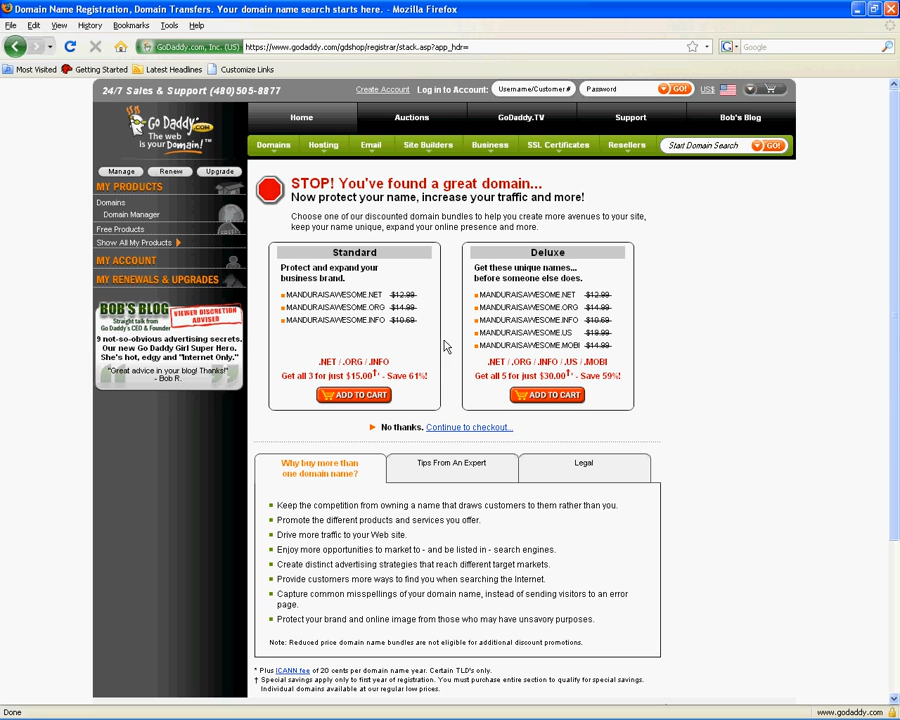 Domain Name Registration, Domain Transfers. Your domain name search starts here. - Mozilla Firefox
File Edit View History Bookmarks Tools Help
GoDaddy.com, Inc. (US) https://www.godaddy.com/gdshop/registrar/stack.asp?app_hdr=
Google
Most Visited Getting Started Latest Headlines Customize Links
24/7 Sales & Support (480)505-8877
Create Account Log in to Account: Username/Customer # Password GO! US$
Go Daddy.COM
The web
is your Domain!™
Home Auctions GoDaddy.TV Support Bob's Blog
Domains Hosting Email Site Builders Business SSL Certificates Resellers Start Domain Search GO!
Manage Renew Upgrade
MY PRODUCTS
Domains
Domain Manager
Free Products
Show All My Products
MY ACCOUNT
MY RENEWALS & UPGRADES
BOB'S BLOG
Straight talk from
Go Daddy's CEO & Founder
VIEWER DISCRETION
ADVISED
9 not-so-obvious advertising secrets.
Our new Go Daddy Girl Super Hero.
She's hot, edgy and "Internet Only."
"Great advice in your blog! Thanks!"
- Bob R.
STOP! You've found a great domain...
Now protect your name, increase your traffic and more!
Choose one of our discounted domain bundles to help you create more avenues to your site,
keep your name unique, expand your online presence and more.
Standard
Protect and expand your
business brand.
MANDURAISAWESOME.NET $12.99
MANDURAISAWESOME.ORG $14.99
MANDURAISAWESOME.INFO $10.69
.NET / .ORG / .INFO
Get all 3 for just $15.00†* - Save 61%!
ADD TO CART
Deluxe
Get these unique names...
before someone else does.
MANDURAISAWESOME.NET $12.99
MANDURAISAWESOME.ORG $14.99
MANDURAISAWESOME.INFO $10.69
MANDURAISAWESOME.US $19.99
MANDURAISAWESOME.MOBI $14.99
.NET / .ORG / .INFO / .US / .MOBI
Get all 5 for just $30.00†* - Save 59%!
ADD TO CART
No thanks. Continue to checkout...
Why buy more than
one domain name?
Tips From An Expert
Legal
Keep the competition from owning a name that draws customers to them rather than you.
Promote the different products and services you offer.
Drive more traffic to your Web site.
Enjoy more opportunities to market to - and be listed in - search engines.
Create distinct advertising strategies that reach different target markets.
Provide customers more ways to find you when searching the Internet.
Capture common misspellings of your domain name, instead of sending visitors to an error
page.
Protect your brand and online image from those who may have unsavory purposes.
Note: Reduced price domain name bundles are not eligible for additional discount promotions.
* Plus ICANN fee of 20 cents per domain name year. Certain TLD's only.
† Special savings apply only to first year of registration. You must purchase entire section to qualify for special savings.
Individual domains available at our regular low prices.
Done www.godaddy.com